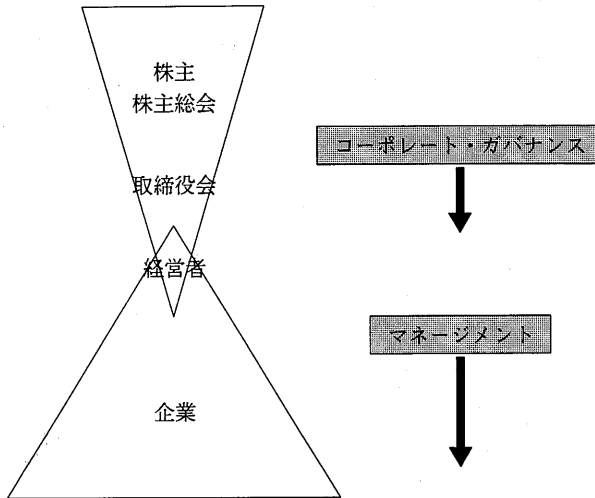 株主
株主総会
コーポレート・ガバナンス
取締役会
経営者
マネージメント
企業